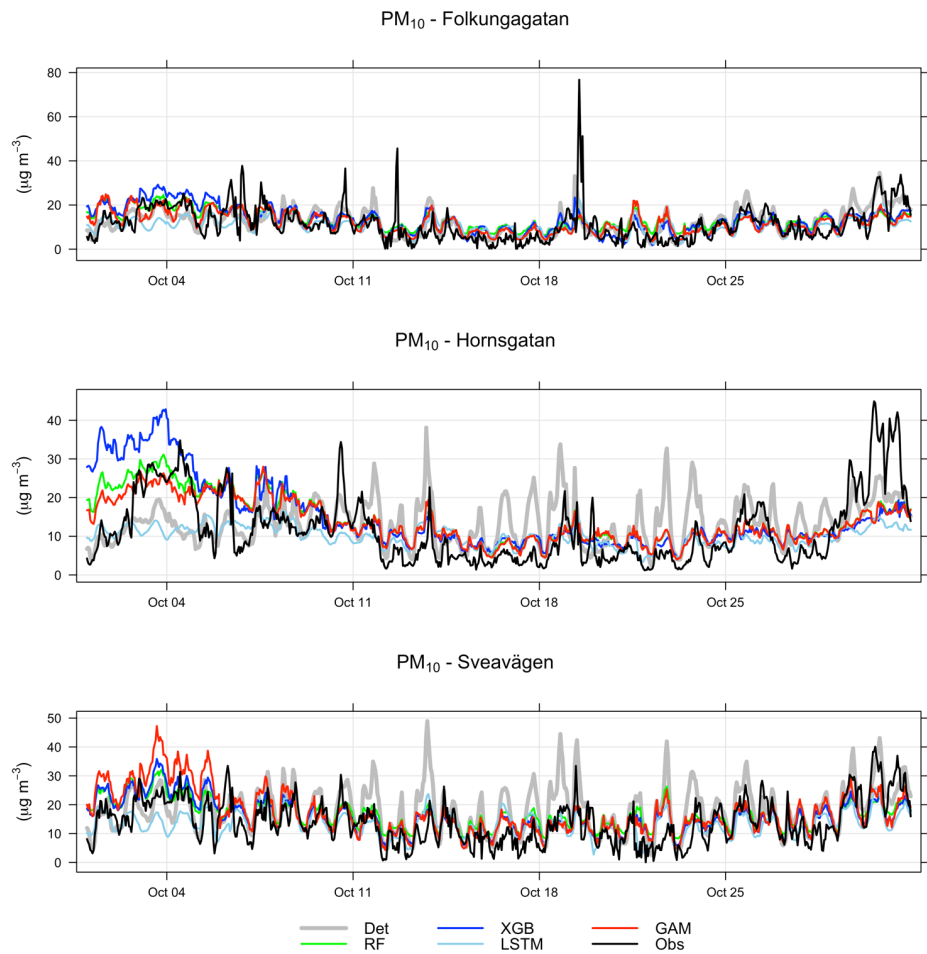 PM₁₀ - Folkungagatan
80
60
40
20
0
(µg m⁻³)
Oct 04 Oct 11 Oct 18 Oct 25
PM₁₀ - Hornsgatan
40
30
20
10
0
(µg m⁻³)
Oct 04 Oct 11 Oct 18 Oct 25
PM₁₀ - Sveavägen
50
40
30
20
10
0
(µg m⁻³)
Oct 04 Oct 11 Oct 18 Oct 25
Det XGB GAM
RF LSTM Obs